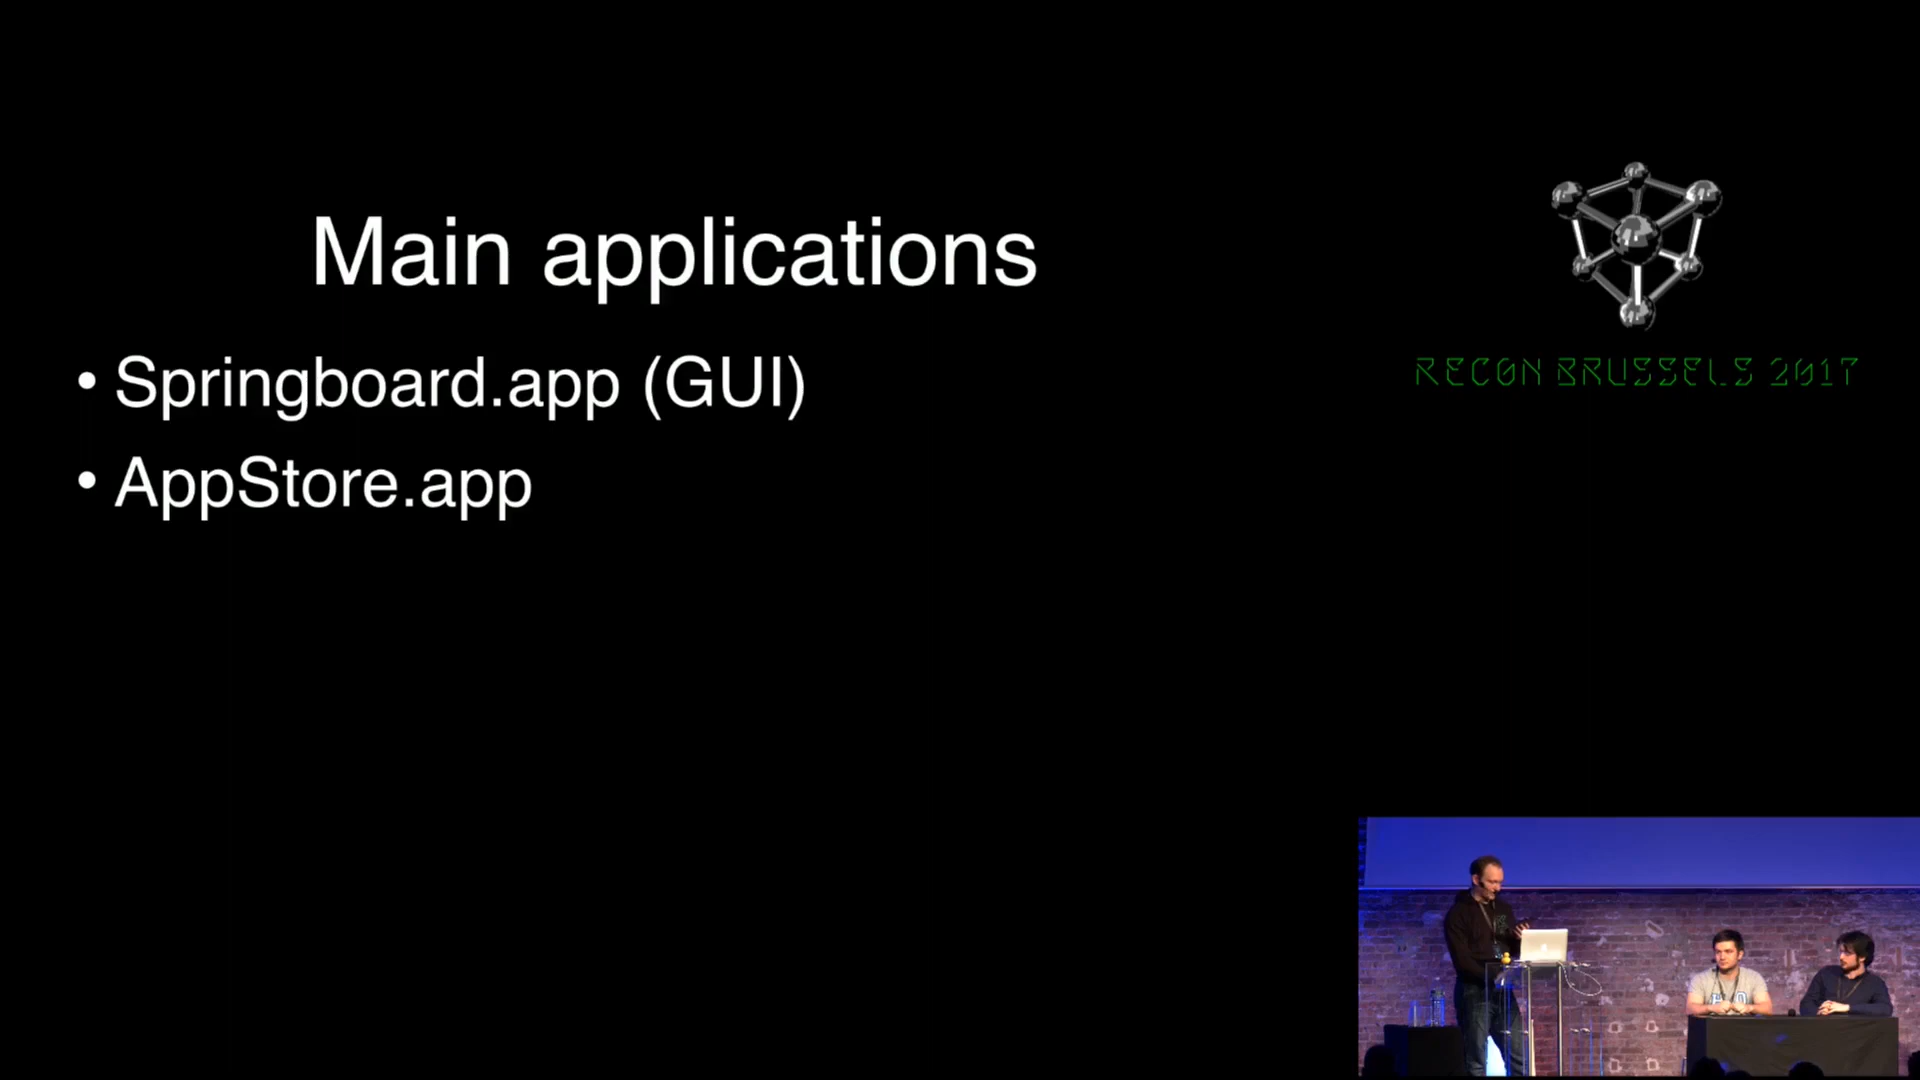 Main applications
• Springboard.app (GUI)
• AppStore.app
RECON BRUSSELS 2017